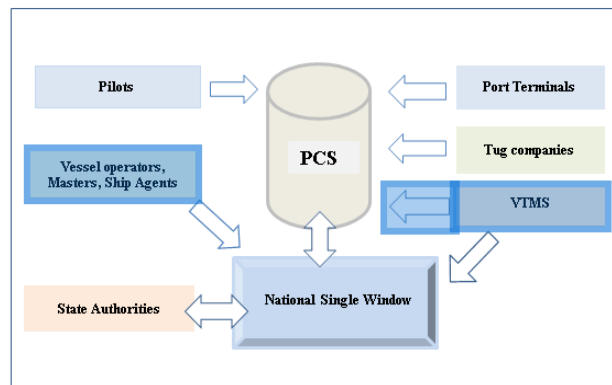 Pilots
Port Terminals
PCS
Tug companies
Vessel operators,
Masters, Ship Agents
VTMS
National Single Window
State Authorities